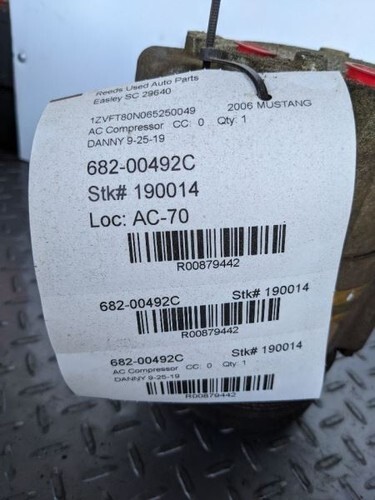 Reeds Used Auto Parts
Easley SC 29640
1ZVFT80N065250049 2006 MUSTANG
AC Compressor CC: 0 Qty: 1
DANNY 9-25-19
682-00492C
Stk# 190014
Loc: AC-70
R00879442
682-00492C Stk# 190014
R00879442
682-00492C Stk# 190014
AC Compressor CC: 0 Qty: 1
DANNY 9-25-19
R00879442